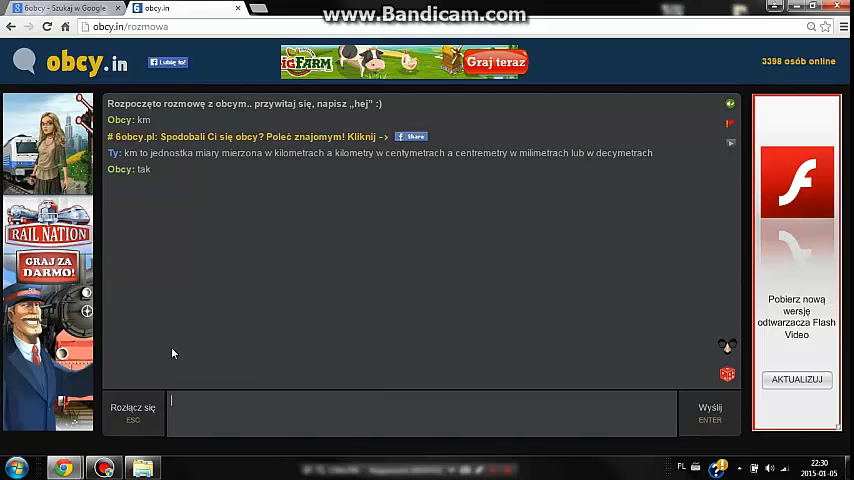 www.Bandicam.com
6obcy - Szukaj w Google
obcy.in
obcy.in/rozmowa
obcy.in
Lubię to!
BIGFARM
Graj teraz
3398 osób online
Rozpoczęto rozmowę z obcym.. przywitaj się, napisz „hej” :)
Obcy: km
# 6obcy.pl: Spodobali Ci się obcy? Poleć znajomym! Kliknij -> Share
Ty: km to jednostka miary mierzona w kilometrach a kilometry w centymetrach a centremetry w milimetrach lub w decymetrach
Obcy: tak
RAIL NATION
GRAJ ZA
DARMO!
Pobierz nową
wersję
odtwarzacza Flash
Video
AKTUALIZUJ
Rozłącz się
ESC
Wyślij
ENTER
PL
22:30
2015-01-05